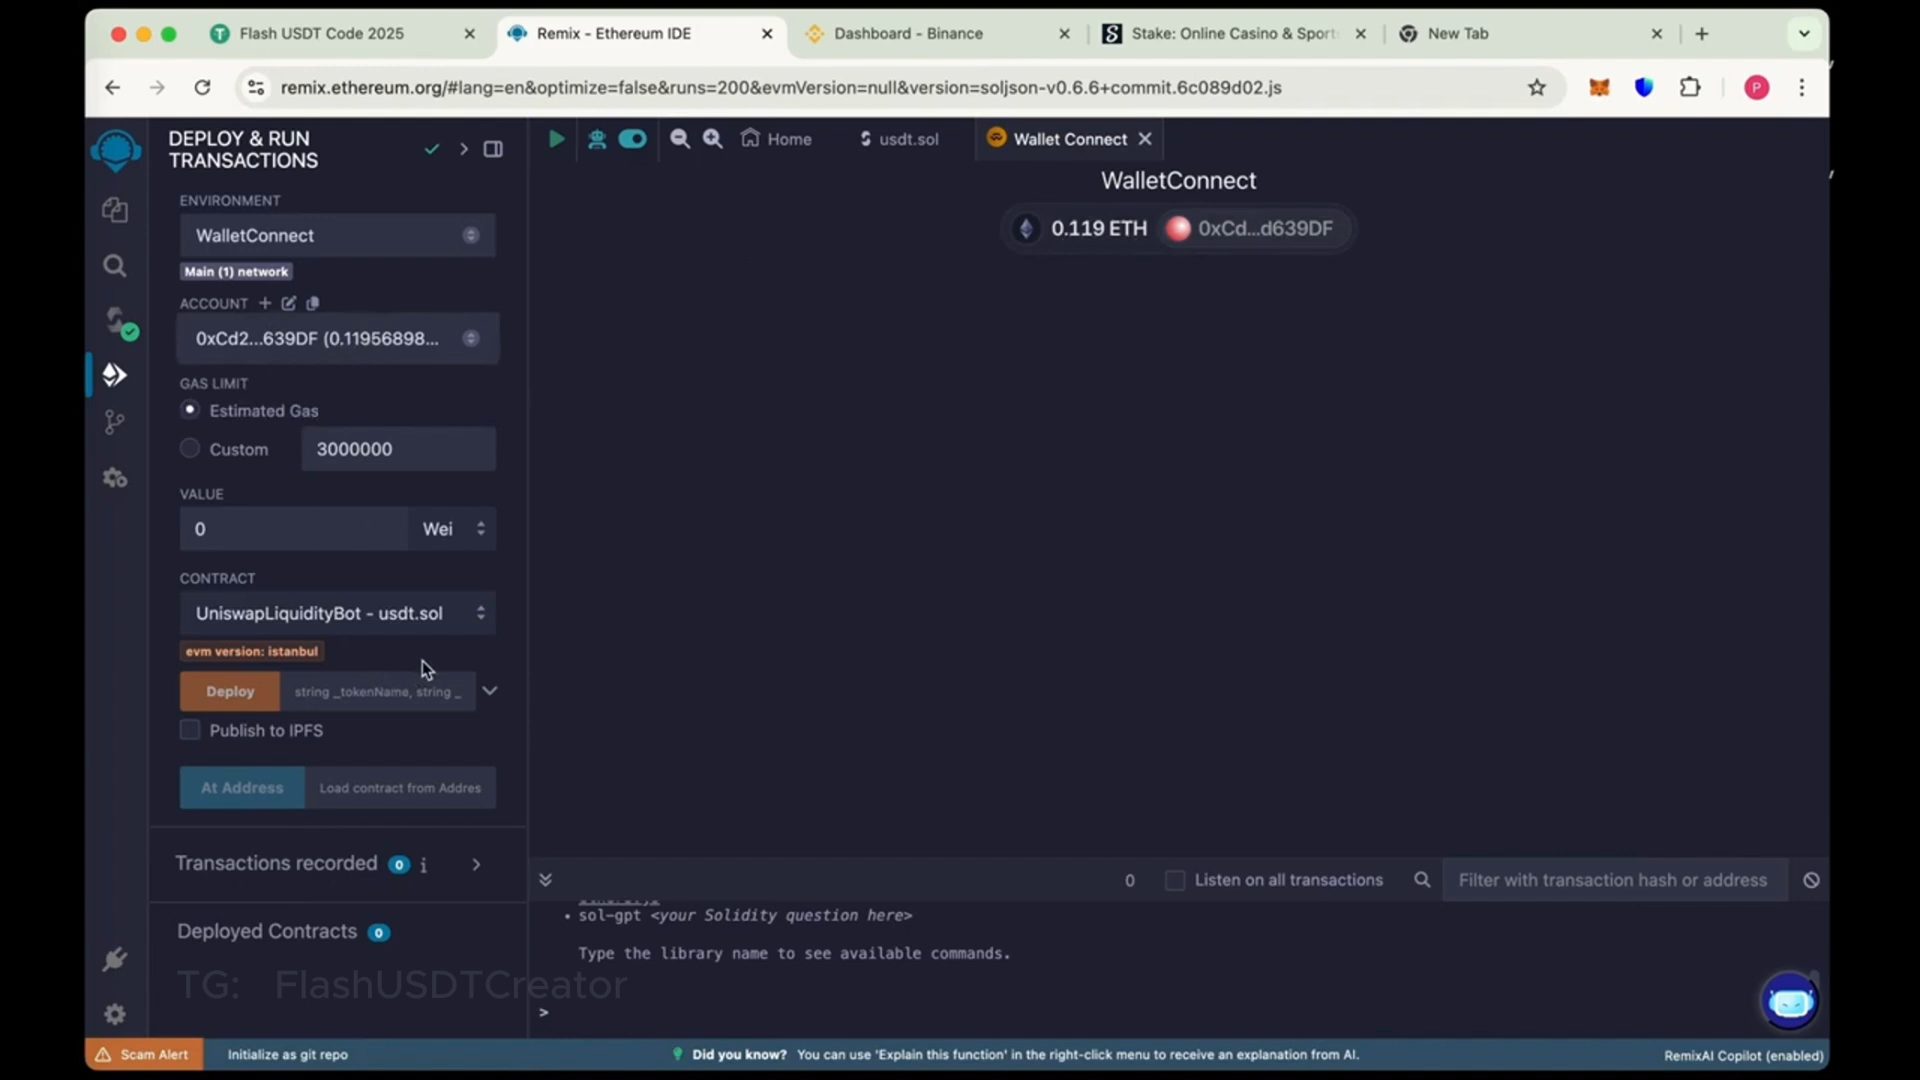 Flash USDT Code 2025
Remix - Ethereum IDE
Dashboard - Binance
Stake: Online Casino & Sport
New Tab
remix.ethereum.org/#lang=en&optimize=false&runs=200&evmVersion=null&version=soljson-v0.6.6+commit.6c089d02.js
P
DEPLOY & RUN
TRANSACTIONS
Home
usdt.sol
Wallet Connect
WalletConnect
0.119 ETH
0xCd...d639DF
ENVIRONMENT
WalletConnect
Main (1) network
ACCOUNT
0xCd2...639DF (0.11956898...
GAS LIMIT
Estimated Gas
Custom
3000000
VALUE
0
Wei
CONTRACT
UniswapLiquidityBot - usdt.sol
evm version: istanbul
Deploy
string _tokenName, string _
Publish to IPFS
At Address
Load contract from Addres
Transactions recorded 0 i
Deployed Contracts 0
0
Listen on all transactions
Filter with transaction hash or address
• sol-gpt <your Solidity question here>
Type the library name to see available commands.
>
TG: FlashUSDTCreator
Scam Alert
Initialize as git repo
Did you know? You can use 'Explain this function' in the right-click menu to receive an explanation from AI.
RemixAI Copilot (enabled)